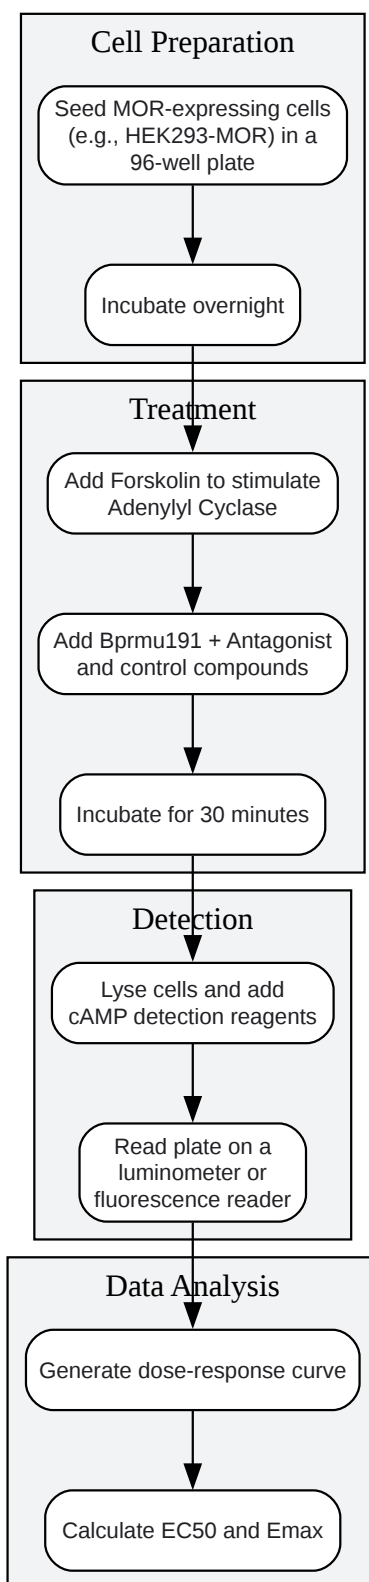 Cell Preparation
Seed MOR-expressing cells
(e.g., HEK293-MOR) in a
96-well plate
Incubate overnight
Treatment
Add Forskolin to stimulate
Adenylyl Cyclase
Add Bprmu191 + Antagonist
and control compounds
Incubate for 30 minutes
Detection
Lyse cells and add
cAMP detection reagents
Read plate on a
luminometer or
fluorescence reader
Data Analysis
Generate dose-response curve
Calculate EC50 and Emax